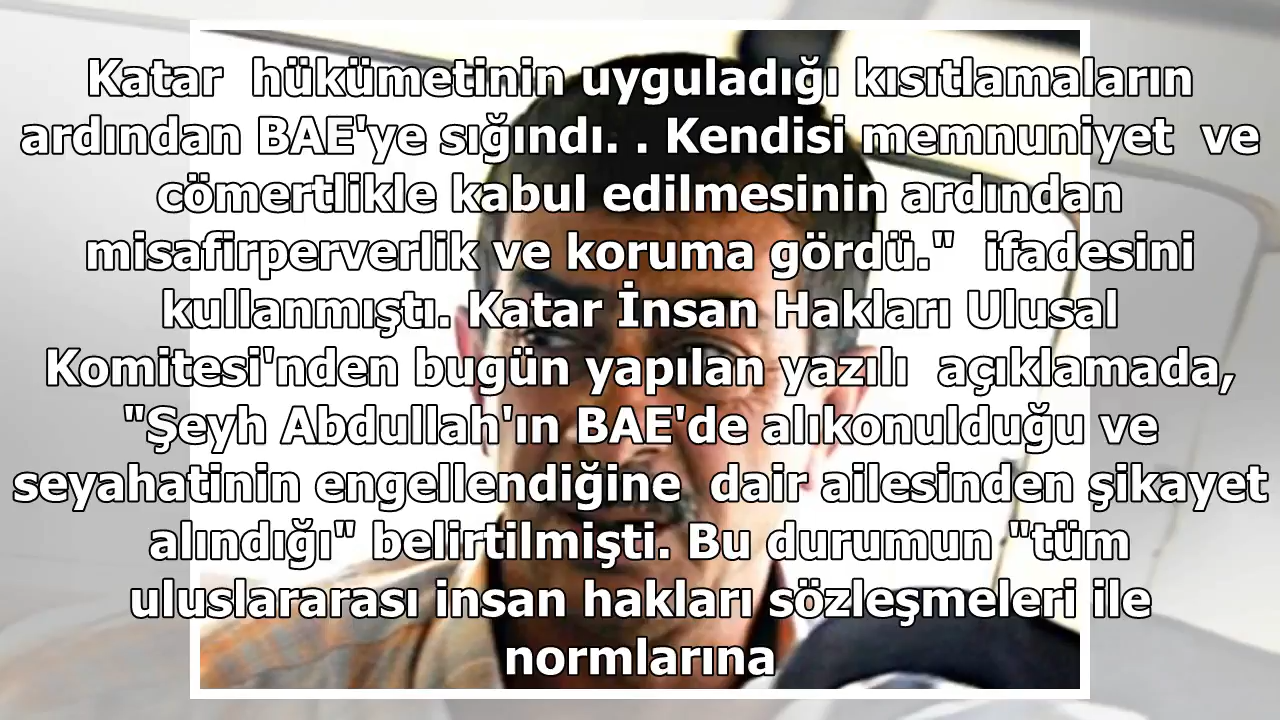 Katar  hükümetinin uyguladığı kısıtlamaların
ardından BAE'ye sığındı. . Kendisi memnuniyet  ve
cömertlikle kabul edilmesinin ardından
misafirperverlik ve koruma gördü."  ifadesini
kullanmıştı. Katar İnsan Hakları Ulusal
Komitesi'nden bugün yapılan yazılı  açıklamada,
"Şeyh Abdullah'ın BAE'de alıkonulduğu ve
seyahatinin engellendiğine  dair ailesinden şikayet
alındığı" belirtilmişti. Bu durumun "tüm
uluslararası insan hakları sözleşmeleri ile
normlarına